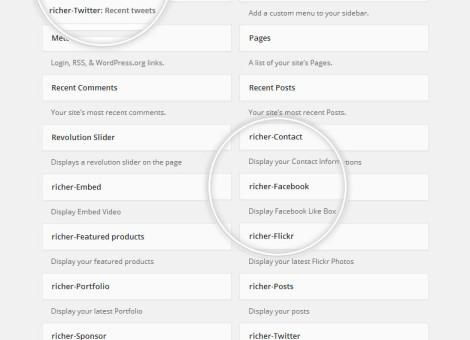 richer-Twitter: Recent tweets
Add a custom menu to your sidebar.
Pages
Login, RSS, & WordPress.org links.
A list of your site's Pages.
Recent Comments
Recent Posts
Your site's most recent comments.
Your site's most recent Posts.
Revolution Slider
richer-Contact
Displays a revolution slider on the page
Display your Contact
richer-Embed
richer-Facebook
Display Embed Video
Display Facebook Like Box
richer-Featured products
richer-Flickr
Display your featured products
Display your latest Flickr Photos
richer-Portfolio
richer-Posts
Display your latest Portfolio
Display your posts
richer-Sponsor
richer-Twitter